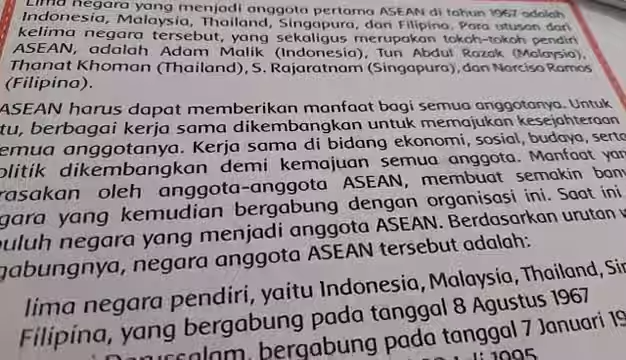 Lima negara yang menjadi anggota pertama ASEAN di tahun 1967 adalah
Indonesia, Malaysia, Thailand, Singapura, dan Filipina. Para utusan dari
kelima negara tersebut, yang sekaligus merupakan tokoh-tokoh pendiri
ASEAN, adalah Adam Malik (Indonesia), Tun Abdul Razak (Malaysia),
Thanat Khoman (Thailand), S. Rajaratnam (Singapura), dan Narciso Ramos
(Filipina).
ASEAN harus dapat memberikan manfaat bagi semua anggotanya. Untuk
tu, berbagai kerja sama dikembangkan untuk memajukan kesejahteraan
emua anggotanya. Kerja sama di bidang ekonomi, sosial, budaya, serta
olitik dikembangkan demi kemajuan semua anggota. Manfaat yan
rasakan oleh anggota-anggota ASEAN, membuat semakin ban
gara yang kemudian bergabung dengan organisasi ini. Saat ini
puluh negara yang menjadi anggota ASEAN. Berdasarkan urutan
gabungnya, negara anggota ASEAN tersebut adalah:
lima negara pendiri, yaitu Indonesia, Malaysia, Thailand, Sin
Filipina, yang bergabung pada tanggal 8 Agustus 1967
Darussalam, bergabung pada tanggal 7 Januari 19
1995